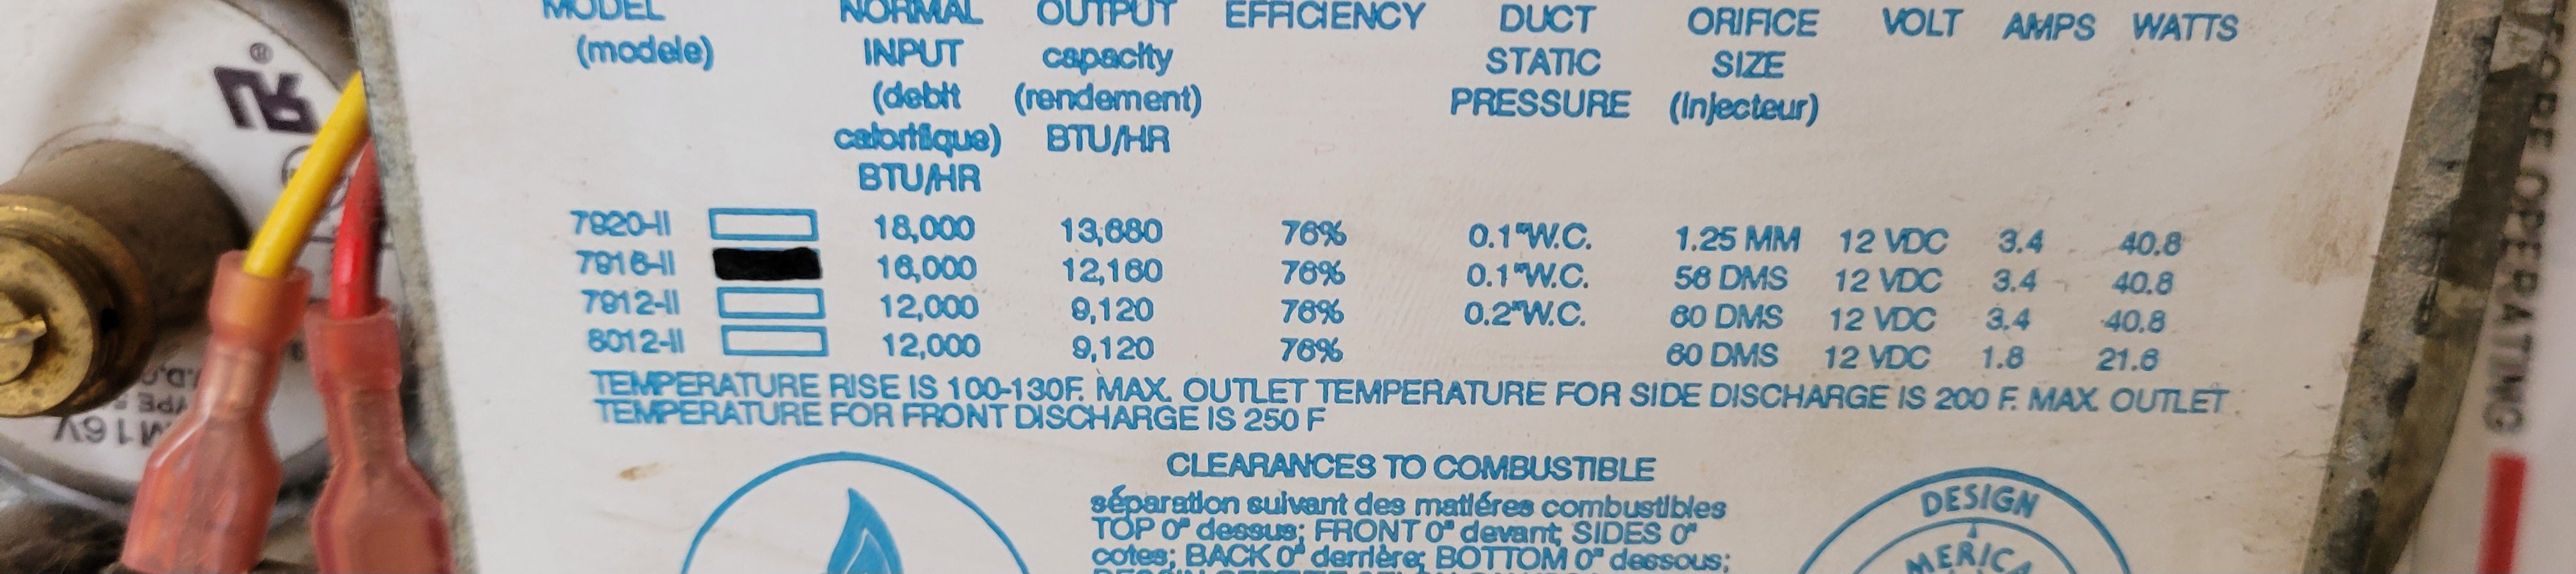 MODEL NORMAL OUTPUT EFFICIENCY DUCT ORIFICE VOLT AMPS WATTS
(modele) INPUT capacity STATIC SIZE
(debit (rendement) PRESSURE (injecteur)
calorifique) BTU/HR
BTU/HR
7920-II 18,000 13,680 76% 0.1"W.C. 1.25 MM 12 VDC 3.4 40.8
7916-II 16,000 12,160 76% 0.1"W.C. 56 DMS 12 VDC 3.4 40.8
7912-II 12,000 9,120 76% 0.2"W.C. 60 DMS 12 VDC 3.4 40.8
8012-II 12,000 9,120 76% 60 DMS 12 VDC 1.8 21.6
TEMPERATURE RISE IS 100-130F. MAX. OUTLET TEMPERATURE FOR SIDE DISCHARGE IS 200 F. MAX. OUTLET
TEMPERATURE FOR FRONT DISCHARGE IS 250 F
CLEARANCES TO COMBUSTIBLE
séparation suivant des matiéres combustibles
TOP 0" dessus; FRONT 0" devant; SIDES 0"
cotes; BACK 0" derrière; BOTTOM 0" dessous;
DESIGN
OPERATING